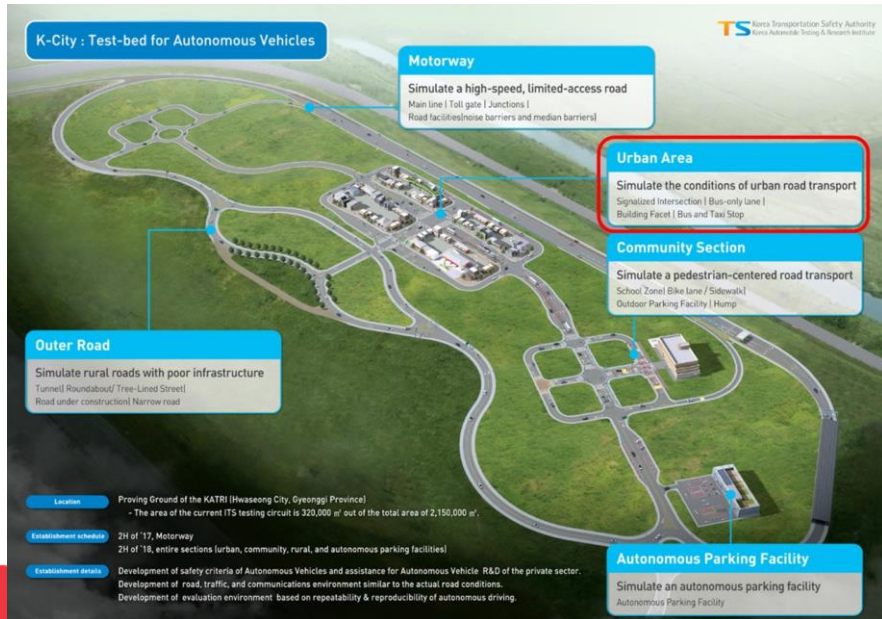 K-City : Test-bed for Autonomous Vehicles
TS Korea Transportation Safety Authority
Korea Automobile Testing & Research Institute
Motorway
Simulate a high-speed, limited-access road
Main line | Toll gate | Junctions |
Road facilities(noise barriers and median barriers)
Urban Area
Simulate the conditions of urban road transport
Signalized Intersection | Bus-only lane |
Building Facet | Bus and Taxi Stop
Community Section
Simulate a pedestrian-centered road transport
School Zone| Bike lane / Sidewalk|
Outdoor Parking Facility | Hump
Outer Road
Simulate rural roads with poor infrastructure
Tunnel| Roundabout/ Tree-Lined Street|
Road under construction| Narrow road
Location
Proving Ground of the KATRI (Hwaseong City, Gyeonggi Province)
- The area of the current ITS testing circuit is 320,000 ㎡ out of the total area of 2,150,000 ㎡.
Establishment schedule
2H of '17, Motorway
2H of '18, entire sections (urban, community, rural, and autonomous parking facilities)
Establishment details
Development of safety criteria of Autonomous Vehicles and assistance for Autonomous Vehicle R&D of the private sector.
Development of road, traffic, and communications environment similar to the actual road conditions.
Development of evaluation environment based on repeatability & reproducibility of autonomous driving.
Autonomous Parking Facility
Simulate an autonomous parking facility
Autonomous Parking Facility